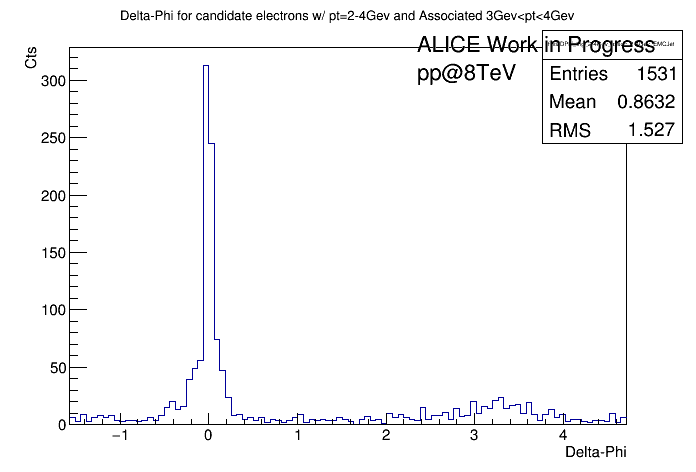 Delta-Phi for candidate electrons w/ pt=2-4Gev and Associated 3Gev<pt<4Gev
ALICE Work in Progress
pp@8TeV
Entries 1531
Mean 0.8632
RMS 1.527
Cts
300
250
200
150
100
50
0
−1 0 1 2 3 4
Delta-Phi